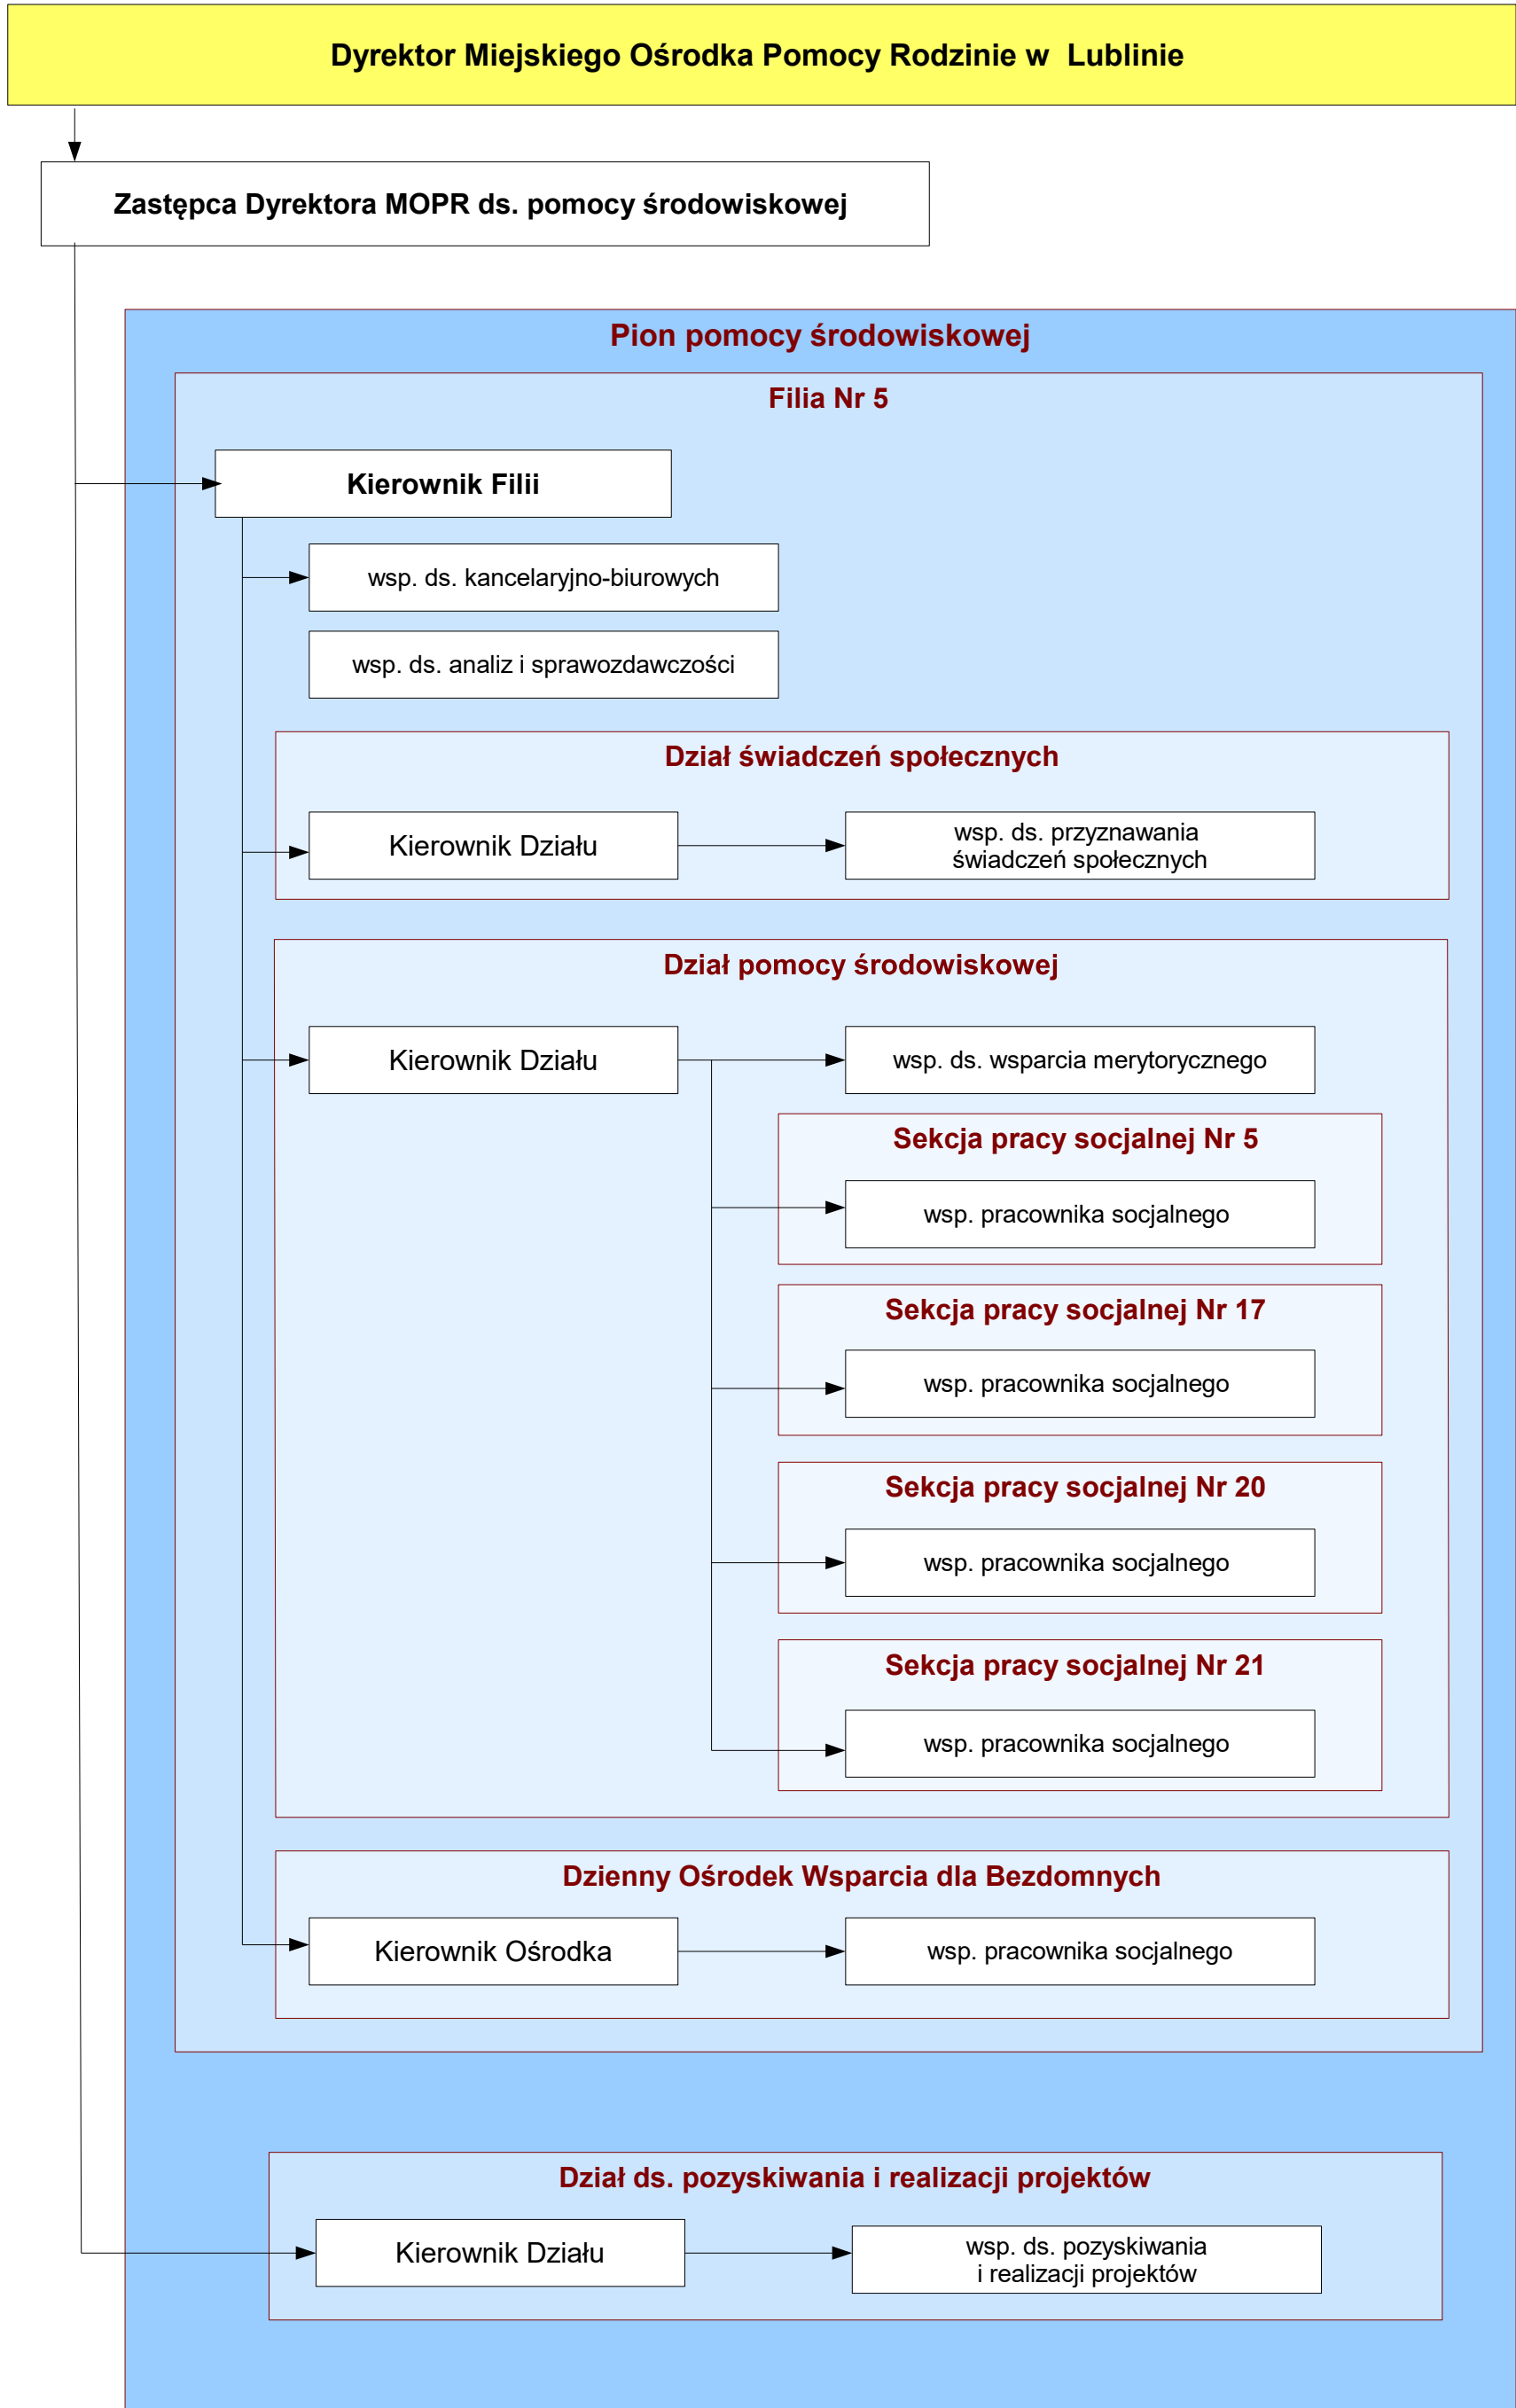 Dyrektor Miejskiego Ośrodka Pomocy Rodzinie w Lublinie
Zastępca Dyrektora MOPR ds. pomocy środowiskowej
Pion pomocy środowiskowej
Filia Nr 5
Kierownik Filii
wsp. ds. kancelaryjno-biurowych
wsp. ds. analiz i sprawozdawczości
Dział świadczeń społecznych
Kierownik Działu
wsp. ds. przyznawania
świadczeń społecznych
Dział pomocy środowiskowej
Kierownik Działu
wsp. ds. wsparcia merytorycznego
Sekcja pracy socjalnej Nr 5
wsp. pracownika socjalnego
Sekcja pracy socjalnej Nr 17
wsp. pracownika socjalnego
Sekcja pracy socjalnej Nr 20
wsp. pracownika socjalnego
Sekcja pracy socjalnej Nr 21
wsp. pracownika socjalnego
Dzienny Ośrodek Wsparcia dla Bezdomnych
Kierownik Ośrodka
wsp. pracownika socjalnego
Dział ds. pozyskiwania i realizacji projektów
Kierownik Działu
wsp. ds. pozyskiwania
i realizacji projektów